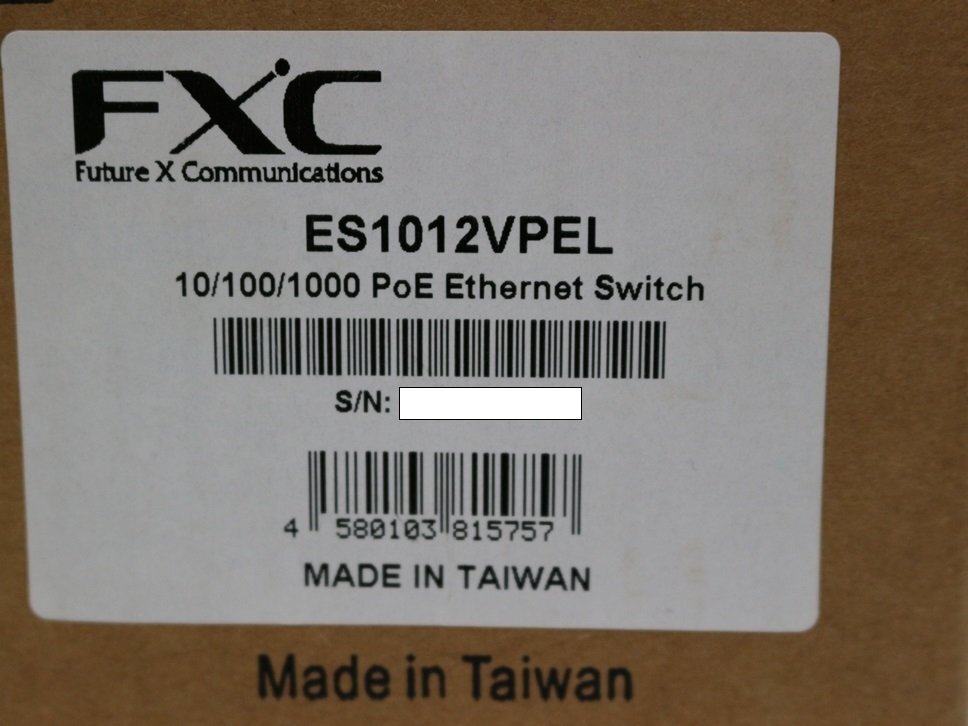 FXC
Future X Communications
ES1012VPEL
10/100/1000 PoE Ethernet Switch
S/N:
4 580103 815757
MADE IN TAIWAN
Made in Taiwan